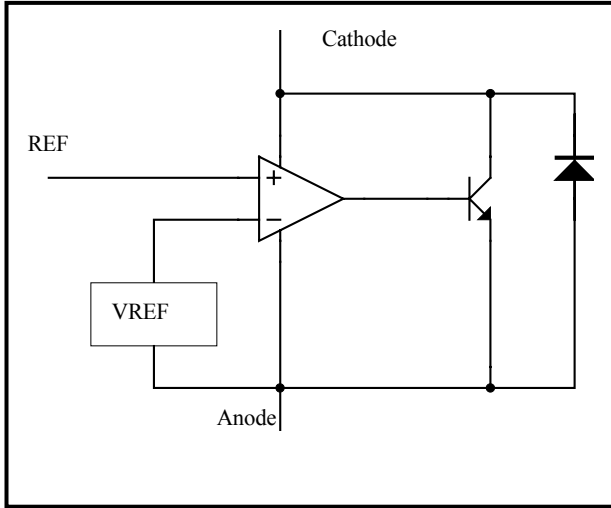 Cathode
REF
+
−
VREF
Anode